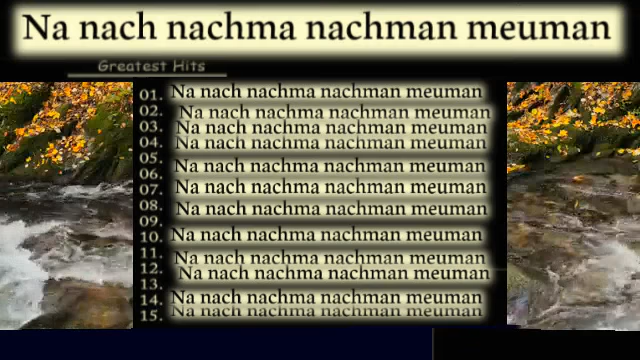 Na nach nachma nachman meuman
Greatest Hits
01. Na nach nachma nachman meuman
02. Na nach nachma nachman meuman
03. Na nach nachma nachman meuman
04. Na nach nachma nachman meuman
05.
06. Na nach nachma nachman meuman
07. Na nach nachma nachman meuman
08. Na nach nachma nachman meuman
09.
10. Na nach nachma nachman meuman
11. Na nach nachma nachman meuman
12. Na nach nachma nachman meuman
13.
14. Na nach nachma nachman meuman
15. Na nach nachma nachman meuman